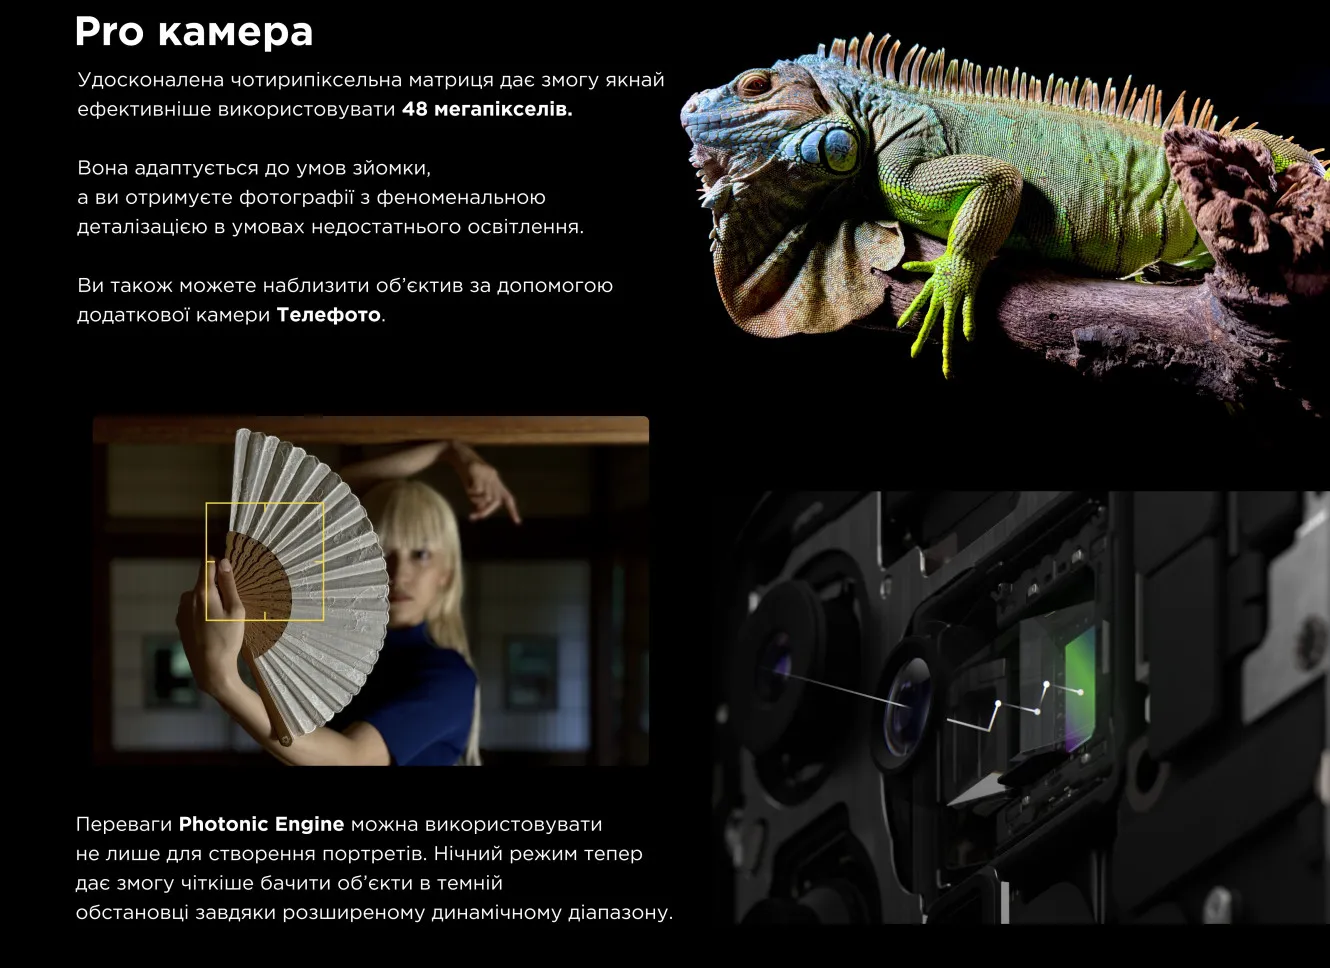 Pro камера
Удосконалена чотирипіксельна матриця дає змогу якнай
ефективніше використовувати 48 мегапікселів.
Вона адаптується до умов зйомки,
а ви отримуєте фотографії з феноменальною
деталізацією в умовах недостатнього освітлення.
Ви також можете наблизити об’єктив за допомогою
додаткової камери Телефото.
Переваги Photonic Engine можна використовувати
не лише для створення портретів. Нічний режим тепер
дає змогу чіткіше бачити об’єкти в темній
обстановці завдяки розширеному динамічному діапазону.